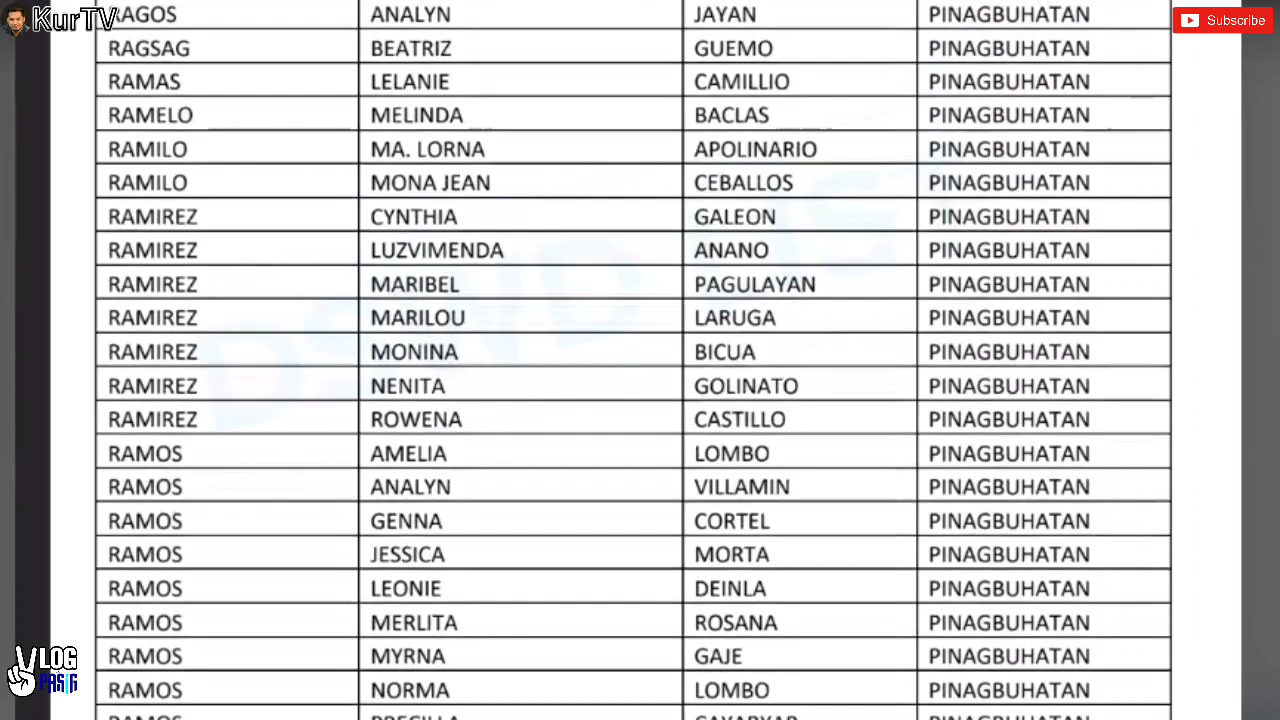 KurTV
Subscribe
RAGOS ANALYN JAYAN PINAGBUHATAN
RAGSAG BEATRIZ GUEMO PINAGBUHATAN
RAMAS LELANIE CAMILLIO PINAGBUHATAN
RAMELO MELINDA BACLAS PINAGBUHATAN
RAMILO MA. LORNA APOLINARIO PINAGBUHATAN
RAMILO MONA JEAN CEBALLOS PINAGBUHATAN
RAMIREZ CYNTHIA GALEON PINAGBUHATAN
RAMIREZ LUZVIMENDA ANANO PINAGBUHATAN
RAMIREZ MARIBEL PAGULAYAN PINAGBUHATAN
RAMIREZ MARILOU LARUGA PINAGBUHATAN
RAMIREZ MONINA BICUA PINAGBUHATAN
RAMIREZ NENITA GOLINATO PINAGBUHATAN
RAMIREZ ROWENA CASTILLO PINAGBUHATAN
RAMOS AMELIA LOMBO PINAGBUHATAN
RAMOS ANALYN VILLAMIN PINAGBUHATAN
RAMOS GENNA CORTEL PINAGBUHATAN
RAMOS JESSICA MORTA PINAGBUHATAN
RAMOS LEONIE DEINLA PINAGBUHATAN
RAMOS MERLITA ROSANA PINAGBUHATAN
RAMOS MYRNA GAJE PINAGBUHATAN
RAMOS NORMA LOMBO PINAGBUHATAN
VLOG
PASIG